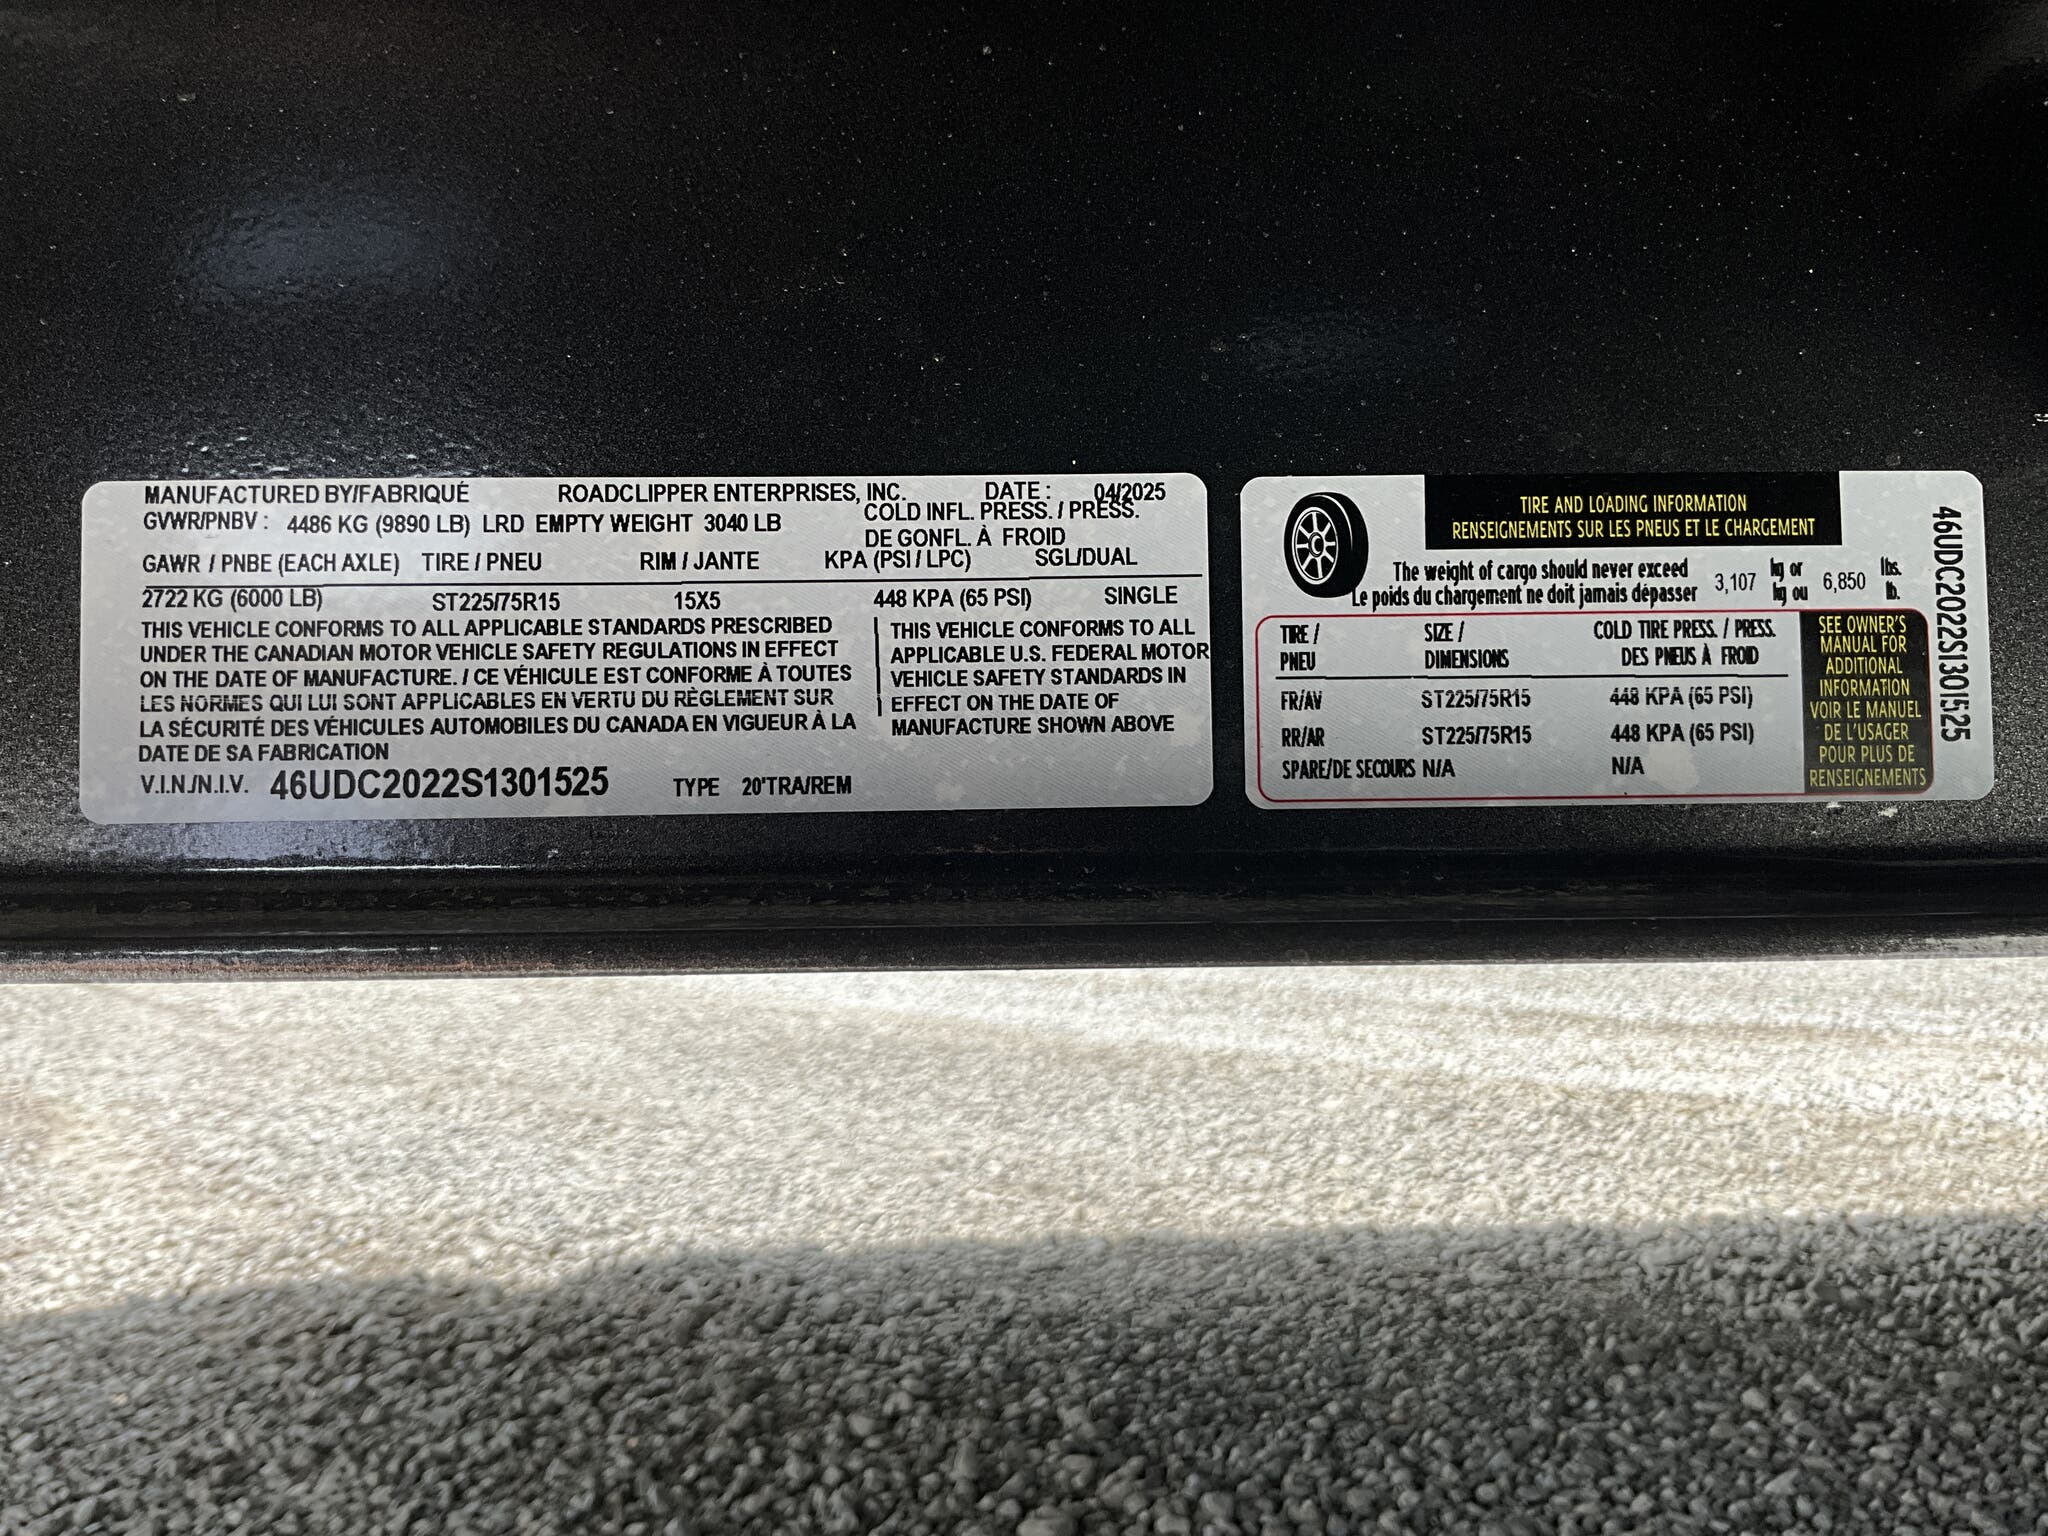 MANUFACTURED BY/FABRIQUÉ ROADCLIPPER ENTERPRISES, INC. DATE : 04/2025
GVWR/PNBV : 4486 KG (9890 LB) LRD EMPTY WEIGHT 3040 LB
COLD INFL. PRESS. / PRESS.
DE GONFL. À FROID
GAWR / PNBE (EACH AXLE) TIRE / PNEU RIM / JANTE KPA (PSI / LPC) SGL/DUAL
2722 KG (6000 LB) ST225/75R15 15X5 448 KPA (65 PSI) SINGLE
THIS VEHICLE CONFORMS TO ALL APPLICABLE STANDARDS PRESCRIBED
UNDER THE CANADIAN MOTOR VEHICLE SAFETY REGULATIONS IN EFFECT
ON THE DATE OF MANUFACTURE. / CE VÉHICULE EST CONFORME À TOUTES
LES NORMES QUI LUI SONT APPLICABLES EN VERTU DU RÈGLEMENT SUR
LA SÉCURITÉ DES VÉHICULES AUTOMOBILES DU CANADA EN VIGUEUR À LA
DATE DE SA FABRICATION
THIS VEHICLE CONFORMS TO ALL
APPLICABLE U.S. FEDERAL MOTOR
VEHICLE SAFETY STANDARDS IN
EFFECT ON THE DATE OF
MANUFACTURE SHOWN ABOVE
V.I.N./N.I.V. 46UDC2022S1301525 TYPE 20'TRA/REM
TIRE AND LOADING INFORMATION
RENSEIGNEMENTS SUR LES PNEUS ET LE CHARGEMENT
The weight of cargo should never exceed
Le poids du chargement ne doit jamais dépasser
3,107 kg or 6,850 lbs.
kg ou lb.
TIRE / SIZE / COLD TIRE PRESS. / PRESS.
PNEU DIMENSIONS DES PNEUS À FROID
FR/AV ST225/75R15 448 KPA (65 PSI)
RR/AR ST225/75R15 448 KPA (65 PSI)
SPARE/DE SECOURS N/A N/A
SEE OWNER'S
MANUAL FOR
ADDITIONAL
INFORMATION
VOIR LE MANUEL
DE L'USAGER
POUR PLUS DE
RENSEIGNEMENTS
46UDC2022S1301525